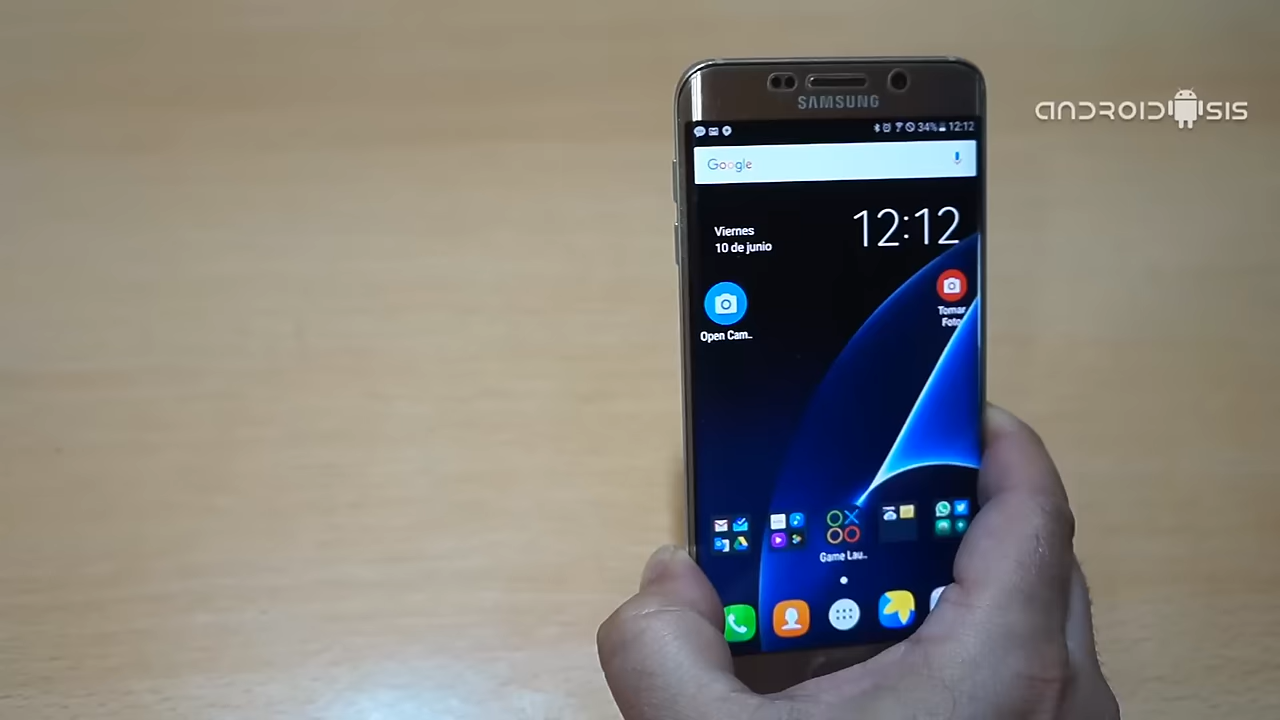 ANDROIDSIS
SAMSUNG
34% 12:12
Google
12:12
Viernes
10 de junio
Open Cam..
Tomar
Foto
Game Lau..